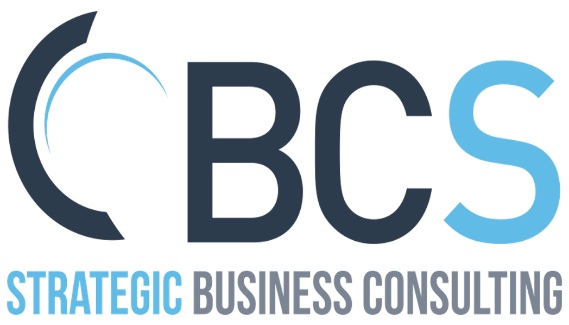 BCS
STRATEGIC BUSINESS CONSULTING